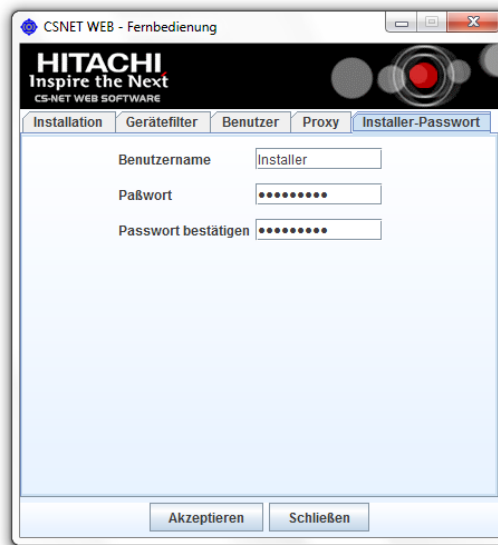 CSNET WEB - Fernbedienung
HITACHI
Inspire the Next
CS-NET WEB SOFTWARE
Installation Gerätefilter Benutzer Proxy Installer-Passwort
Benutzername Installer
Paßwort •••••••••
Passwort bestätigen •••••••••
Akzeptieren Schließen